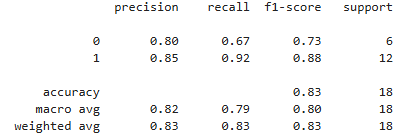 precision recall f1-score support
0 0.80 0.67 0.73 6
1 0.85 0.92 0.88 12
accuracy 0.83 18
macro avg 0.82 0.79 0.80 18
weighted avg 0.83 0.83 0.83 18